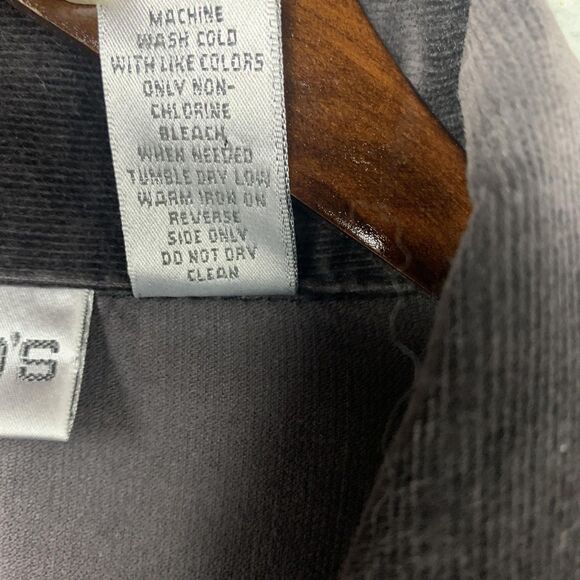 MACHINE
WASH COLD
WITH LIKE COLORS
ONLY NON-
CHLORINE
BLEACH,
WHEN NEEDED
TUMBLE DRY LOW
WARM IRON ON
REVERSE
SIDE ONLY
DO NOT DRY
CLEAN
'S